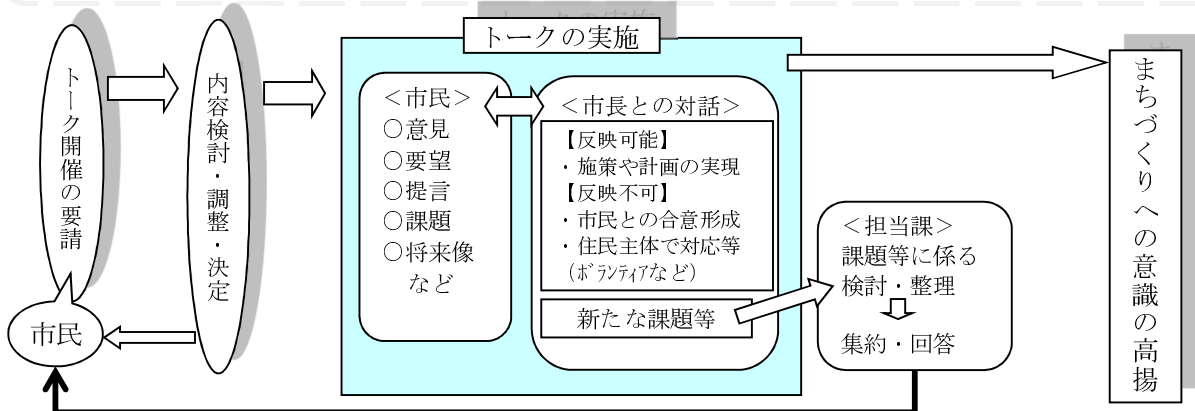 トーク開催の要請
市民
内容検討・調整・決定
トークの実施
<市民>
○意見
○要望
○提言
○課題
○将来像
など
<市長との対話>
【反映可能】
・施策や計画の実現
【反映不可】
・市民との合意形成
・住民主体で対応等
(ﾎﾞﾗﾝﾃｨｱなど)
新たな課題等
<担当課>
課題等に係る
検討・整理
集約・回答
まちづくりへの意識の高揚